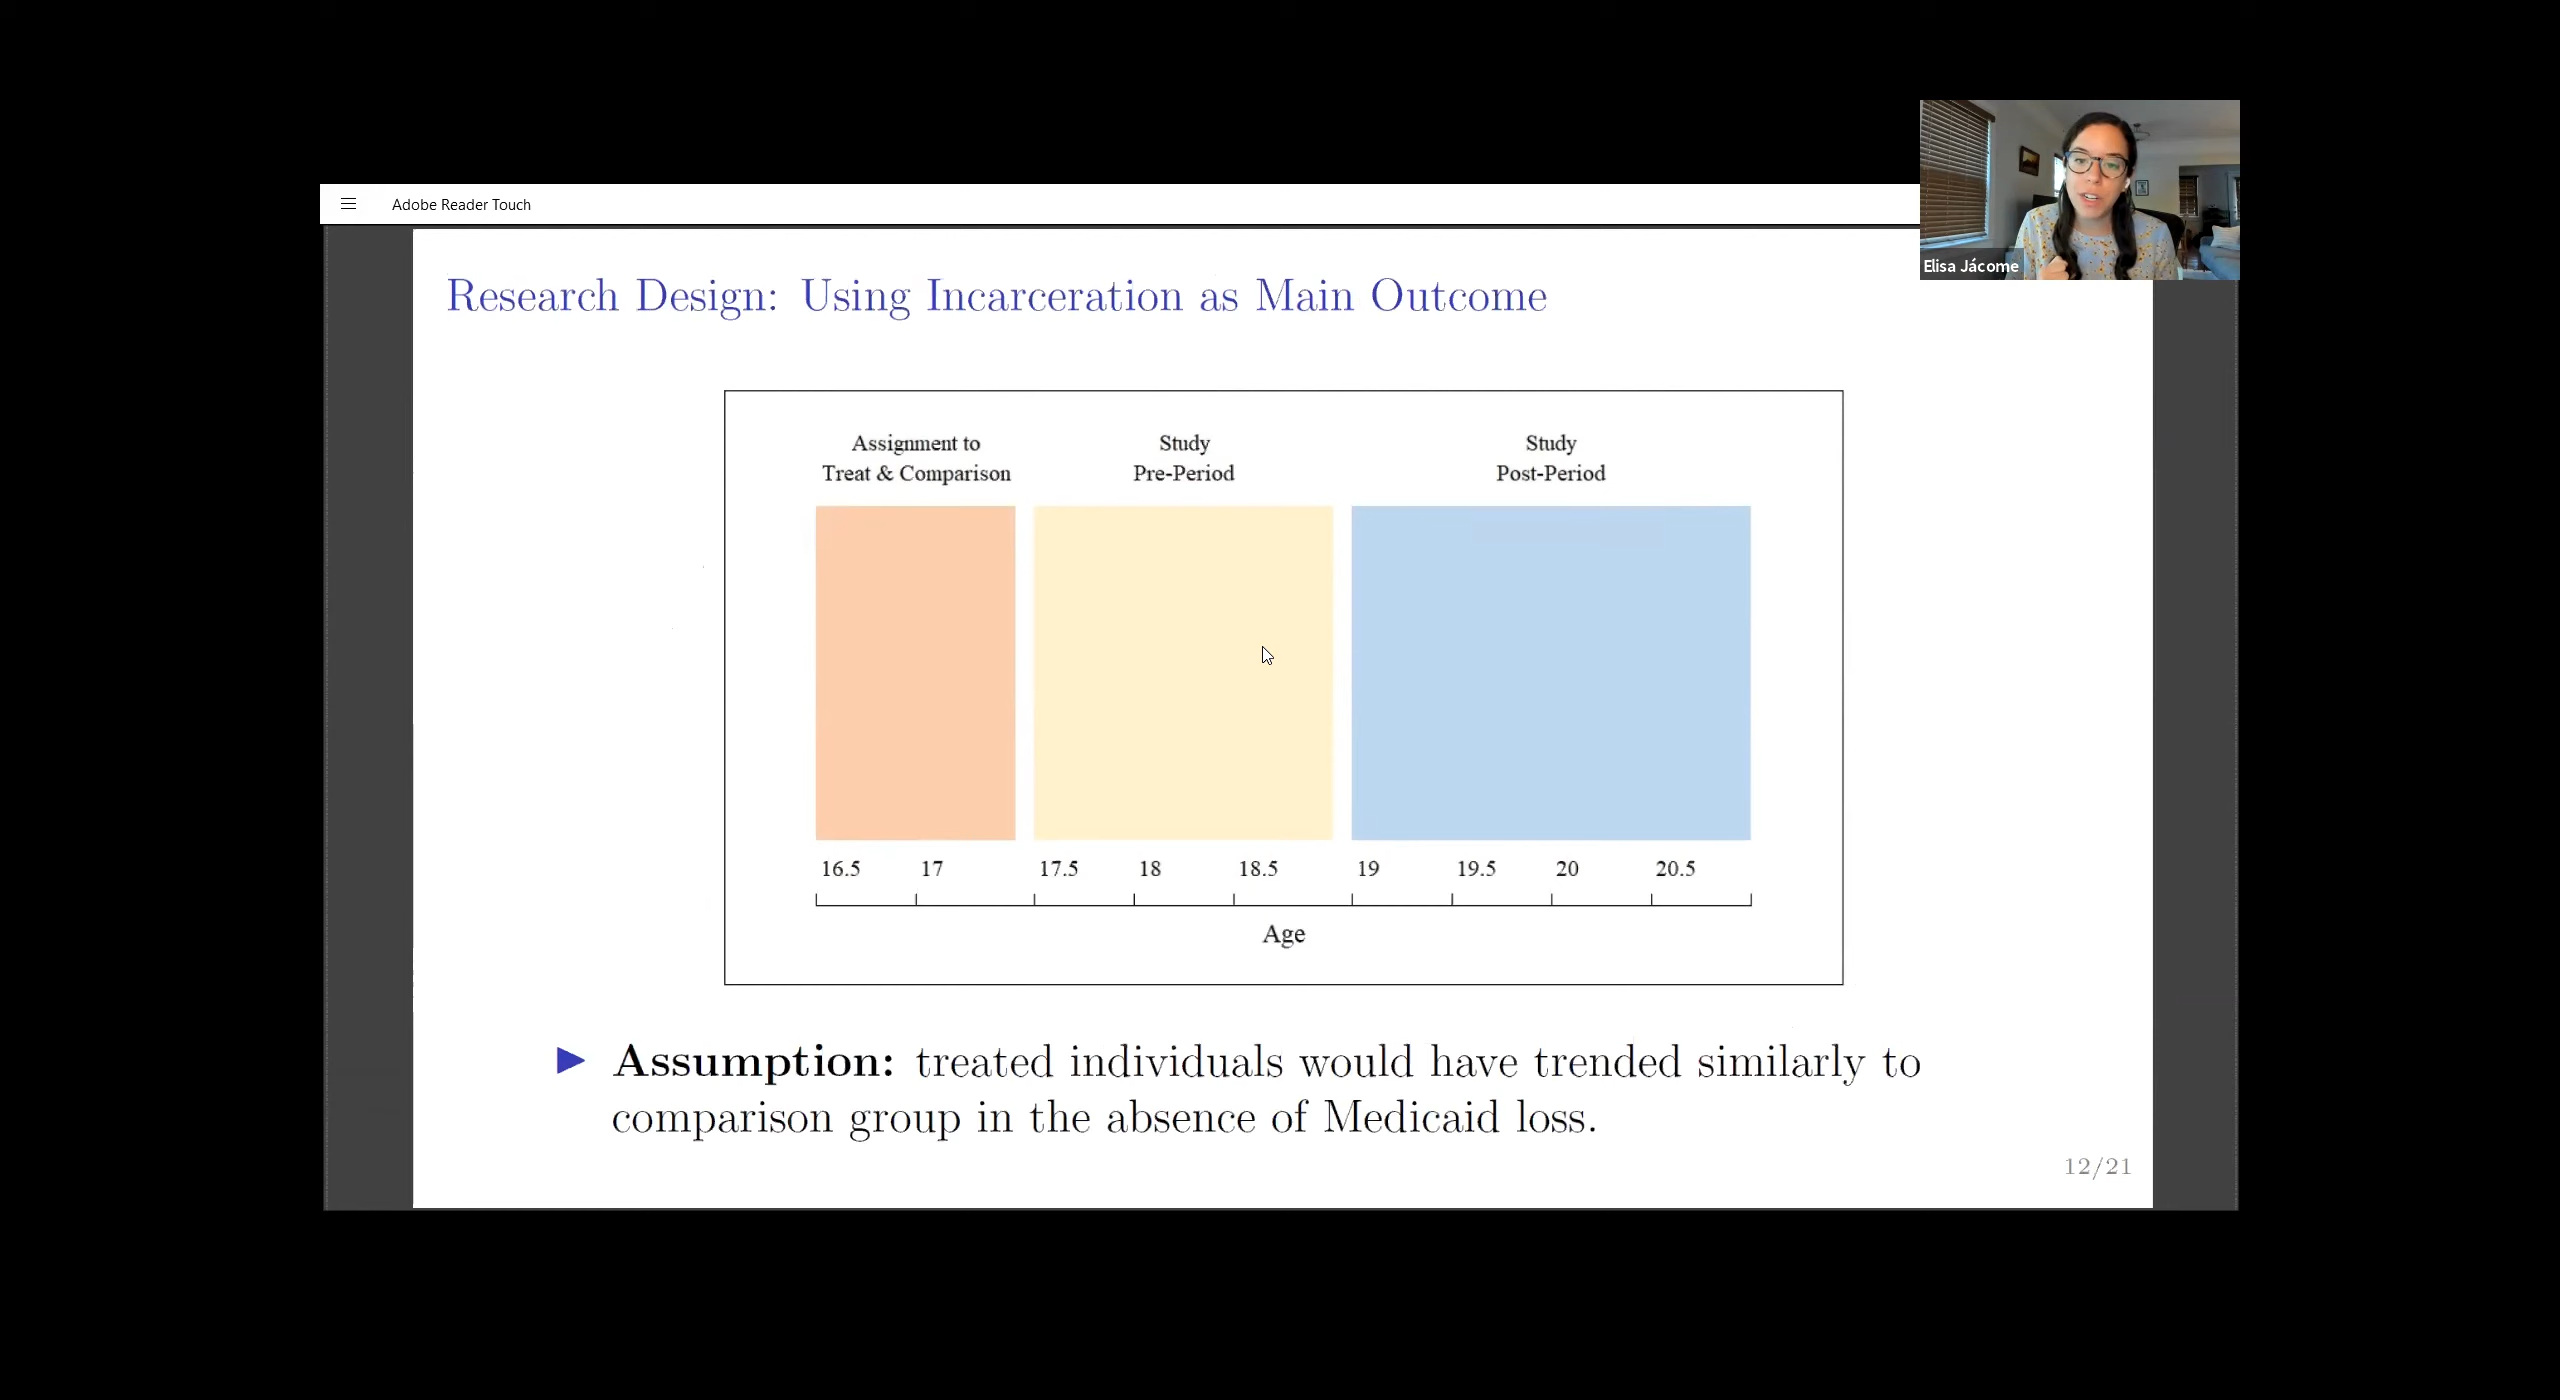 Adobe Reader Touch
Elisa Jácome
Research Design: Using Incarceration as Main Outcome
Assignment to
Treat & Comparison
Study
Pre-Period
Study
Post-Period
16.5 17 17.5 18 18.5 19 19.5 20 20.5
Age
Assumption: treated individuals would have trended similarly to
comparison group in the absence of Medicaid loss.
12/21